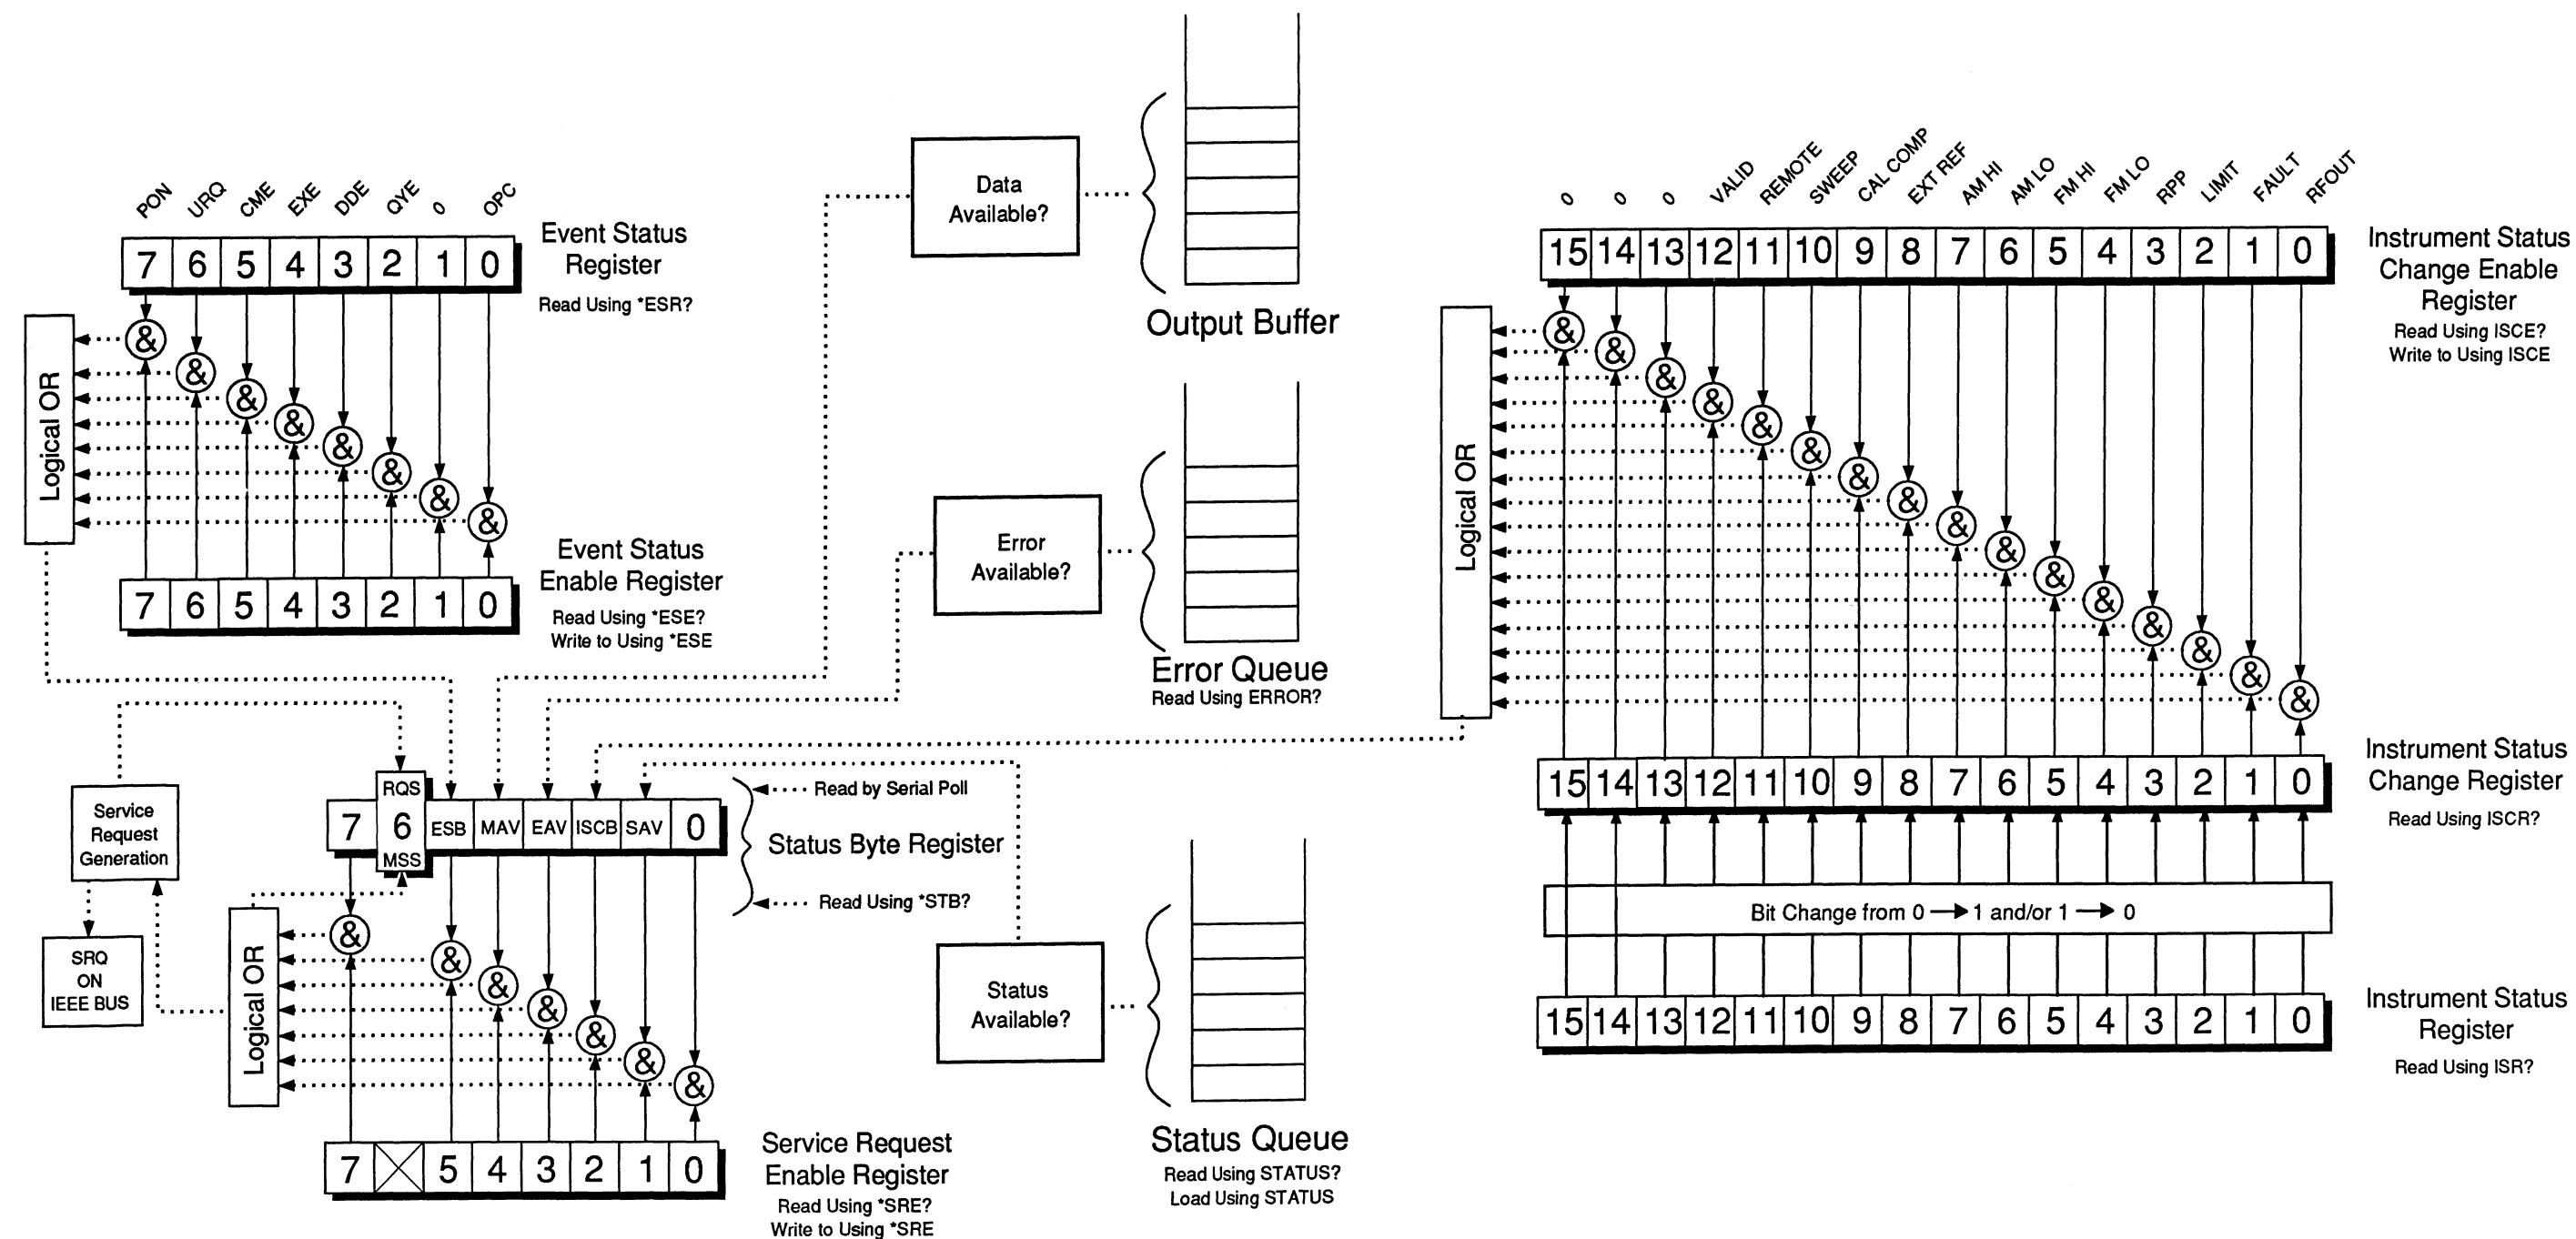 PON URQ CME EXE DDE QYE 0 OPC
7 6 5 4 3 2 1 0
Event Status
Register
Read Using *ESR?
& & & & & & & &
Logical OR
Event Status
Enable Register
7 6 5 4 3 2 1 0
Read Using *ESE?
Write to Using *ESE
Data
Available?
Output Buffer
Error
Available?
Error Queue
Read Using ERROR?
0 0 0 VALID REMOTE SWEEP CAL COMP EXT REF AM HI AM LO FM HI FM LO RPP LIMIT FAULT RFOUT
15 14 13 12 11 10 9 8 7 6 5 4 3 2 1 0
Instrument Status
Change Enable
Register
Read Using ISCE?
Write to Using ISCE
& & & & & & & & & & & & & & & &
Logical OR
15 14 13 12 11 10 9 8 7 6 5 4 3 2 1 0
Instrument Status
Change Register
Read Using ISCR?
Bit Change from 0 → 1 and/or 1 → 0
15 14 13 12 11 10 9 8 7 6 5 4 3 2 1 0
Instrument Status
Register
Read Using ISR?
Service
Request
Generation
SRQ
ON
IEEE BUS
RQS
7 6 ESB MAV EAV ISCB SAV 0
MSS
Read by Serial Poll
Status Byte Register
Read Using *STB?
& & & & & & &
Logical OR
7 5 4 3 2 1 0
Service Request
Enable Register
Read Using *SRE?
Write to Using *SRE
Status
Available?
Status Queue
Read Using STATUS?
Load Using STATUS